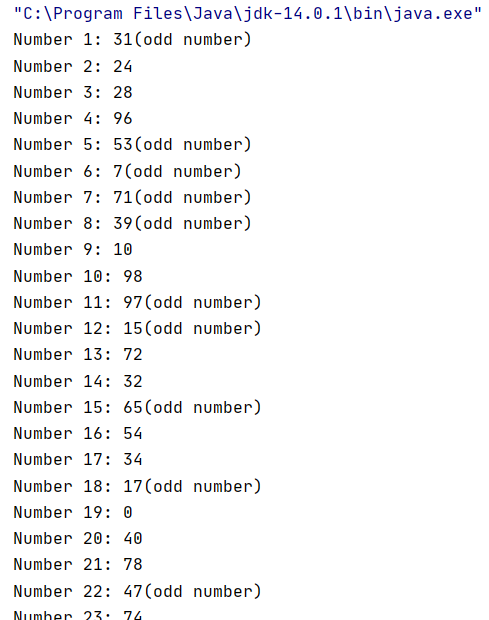 "C:\Program Files\Java\jdk-14.0.1\bin\java.exe"
Number 1: 31(odd number)
Number 2: 24
Number 3: 28
Number 4: 96
Number 5: 53(odd number)
Number 6: 7(odd number)
Number 7: 71(odd number)
Number 8: 39(odd number)
Number 9: 10
Number 10: 98
Number 11: 97(odd number)
Number 12: 15(odd number)
Number 13: 72
Number 14: 32
Number 15: 65(odd number)
Number 16: 54
Number 17: 34
Number 18: 17(odd number)
Number 19: 0
Number 20: 40
Number 21: 78
Number 22: 47(odd number)
Number 23: 74